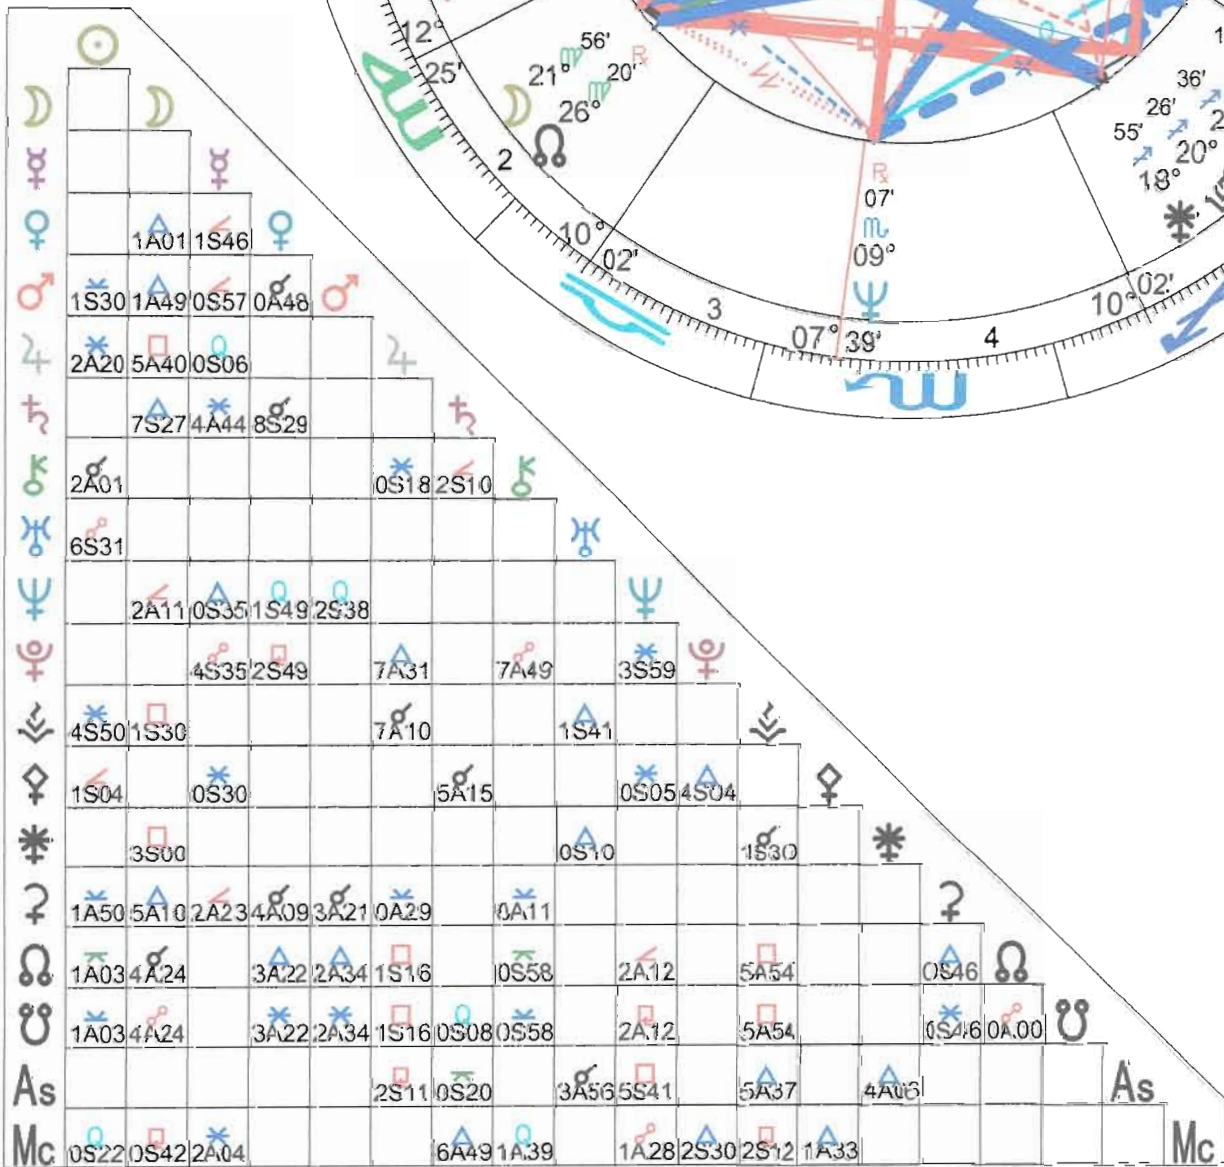 12°
25'
56'
21°
20'
℞
26°
2
10°
02'
3
℞
07'
09°
07°
39'
4
10°
02'
36'
26'
55'
20°
18°
1A01 1S46
1S30 1A49 0S57 0A48
2A20 5A40 0S06
7S27 4A44 8S29
2A01 0S18 2S10
6S31
2A11 0S35 1S49 2S38
4S35 2S49 7A31 7A49 3S59
4S50 1S30 7A10 1S41
1S04 0S30 5A15 0S05 4S04
3S00 0S10 1S30
1A50 5A10 2A23 4A09 3A21 0A29 0A11
1A03 4A24 3A22 2A34 1S16 0S58 2A12 5A54 0S46
1A03 4A24 3A22 2A34 1S16 0S08 0S58 2A12 5A54 0S46 0A00
As 2S11 0S20 3A56 5S41 5A37 4A06 As
Mc 0S22 0S42 2A04 6A49 1A39 1A28 2S30 2S12 1A33 Mc